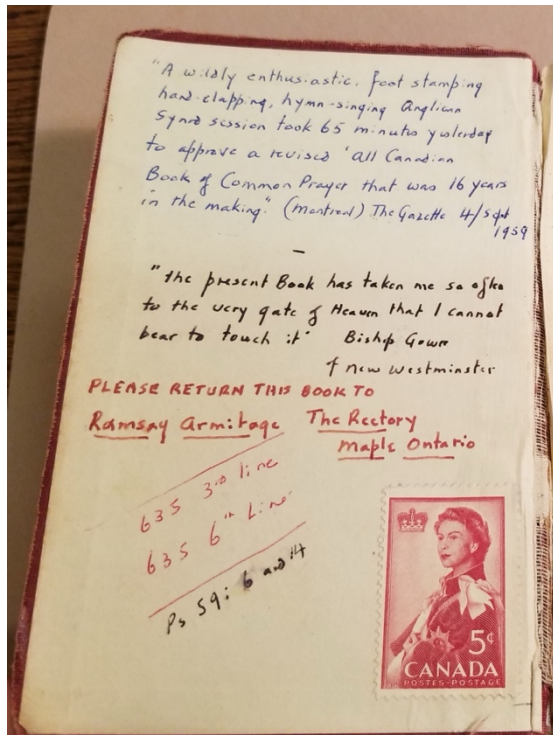 "A wildly enthusiastic, foot stamping
hand-clapping, hymn-singing Anglican
Synod session took 65 minutes yesterday
to approve a revised 'all Canadian
Book of Common Prayer that was 16 years
in the making." (Montreal) The Gazette 4/Sept
1959
-
"the present Book has taken me so often
to the very gate of Heaven that I cannot
bear to touch it" Bishop Gower
of New Westminster
PLEASE RETURN THIS BOOK TO
Ramsay Armitage The Rectory
Maple Ontario
635 3rd line
635 6th Line
Ps 59: 6 and 14
5¢
CANADA
POSTES-POSTAGE